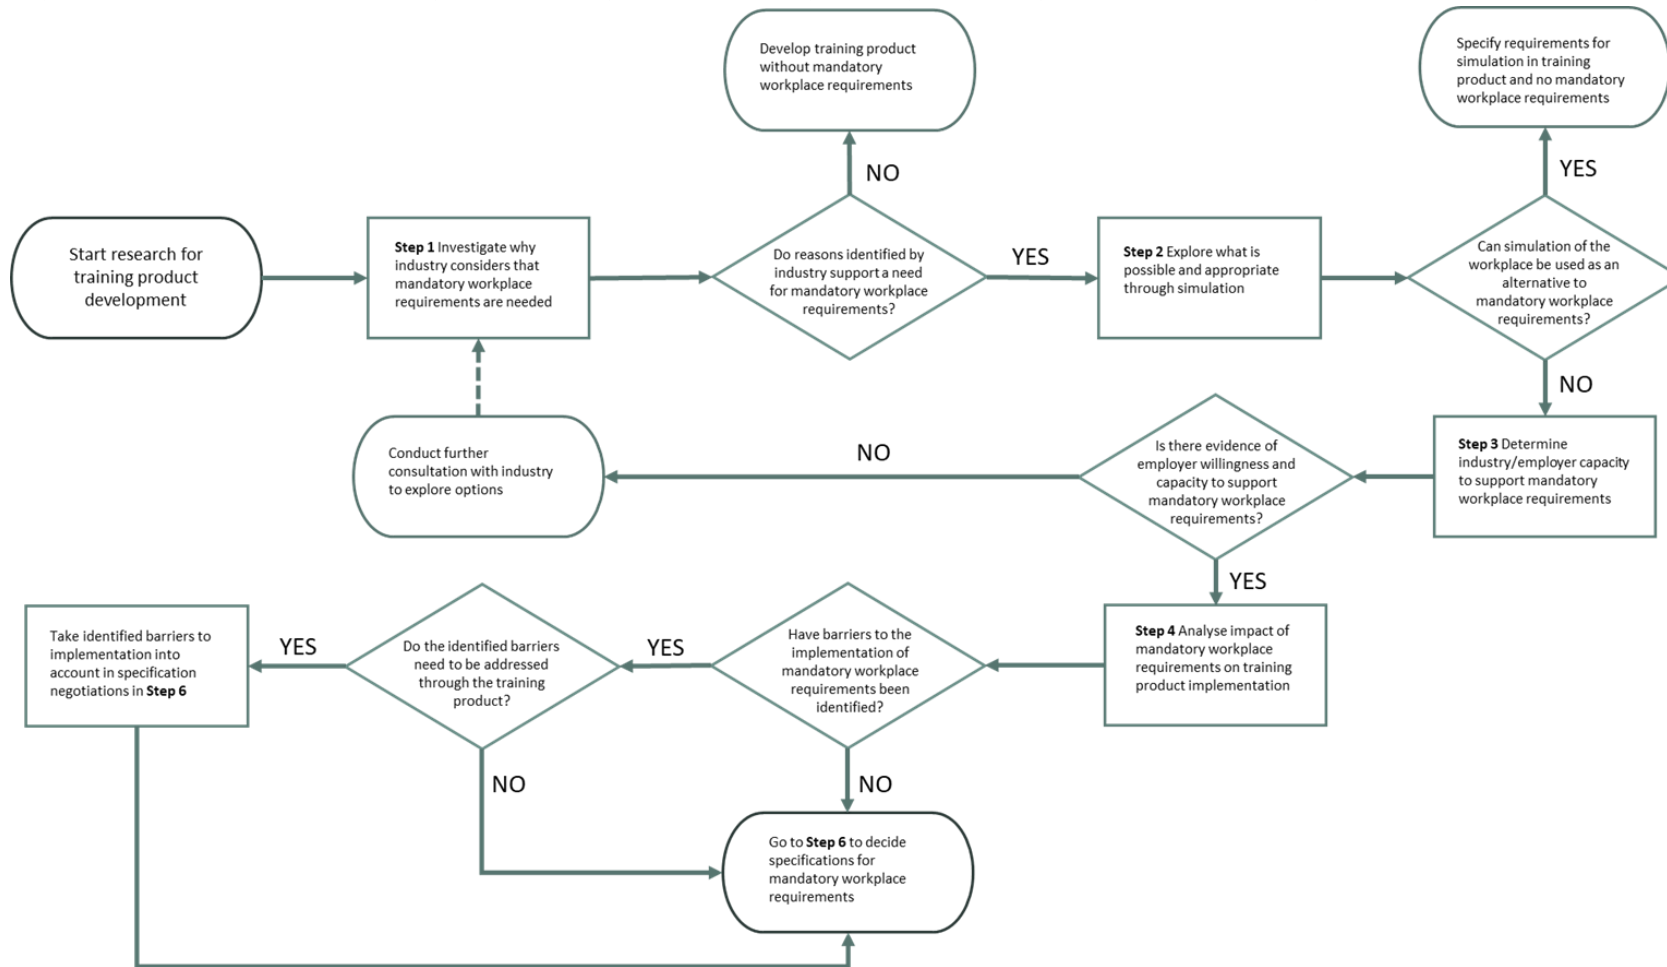 Develop training product
without mandatory
workplace requirements
Specify requirements for
simulation in training
product and no mandatory
workplace requirements
NO
YES
Start research for
training product
development
Step 1 Investigate why
industry considers that
mandatory workplace
requirements are needed
Do reasons identified by
industry support a need
for mandatory workplace
requirements?
YES
Step 2 Explore what is
possible and appropriate
through simulation
Can simulation of the
workplace be used as an
alternative to
mandatory workplace
requirements?
NO
Conduct further
consultation with industry
to explore options
NO
Is there evidence of
employer willingness and
capacity to support
mandatory workplace
requirements?
Step 3 Determine
industry/employer capacity
to support mandatory
workplace requirements
YES
Take identified barriers to
implementation into
account in specification
negotiations in Step 6
YES
Do the identified barriers
need to be addressed
through the training
product?
YES
Have barriers to the
implementation of
mandatory workplace
requirements been
identified?
Step 4 Analyse impact of
mandatory workplace
requirements on training
product implementation
NO
NO
Go to Step 6 to decide
specifications for
mandatory workplace
requirements